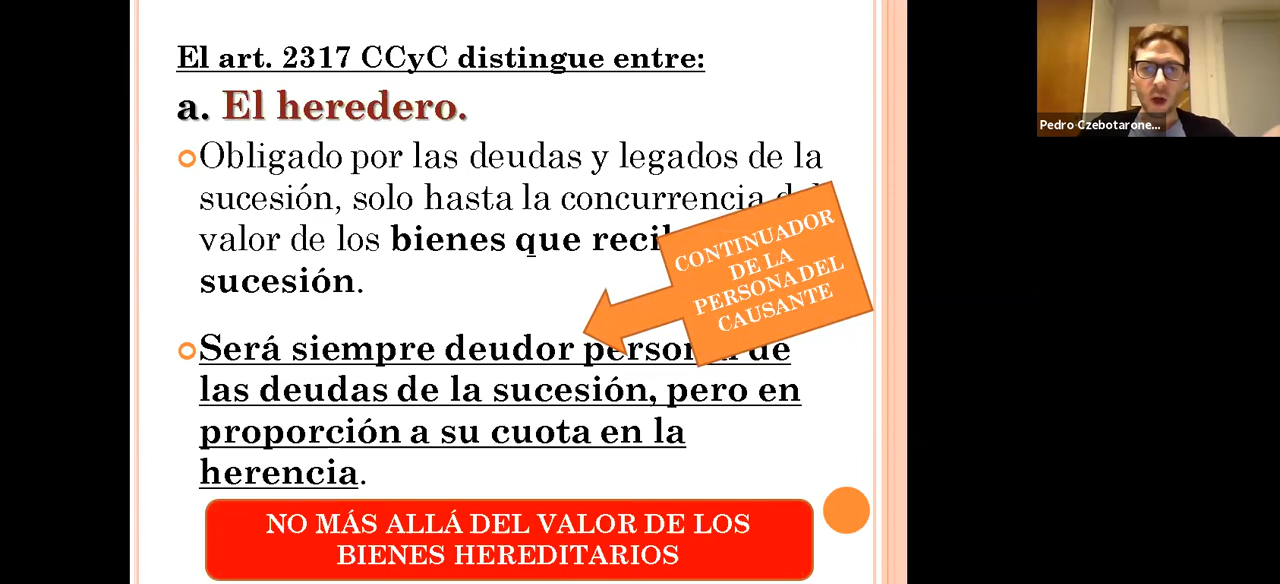 El art. 2317 CCyC distingue entre:
a. El heredero.
Obligado por las deudas y legados de la
sucesión, solo hasta la concurrencia
valor de los bienes que
sucesión.
CONTINUADOR
DE LA
PERSONA DEL
CAUSANTE
Será siempre deudor de
las deudas de la sucesión, pero en
proporción a su cuota en la
herencia.
NO MÁS ALLÁ DEL VALOR DE LOS
BIENES HEREDITARIOS
Pedro Czebotarone...